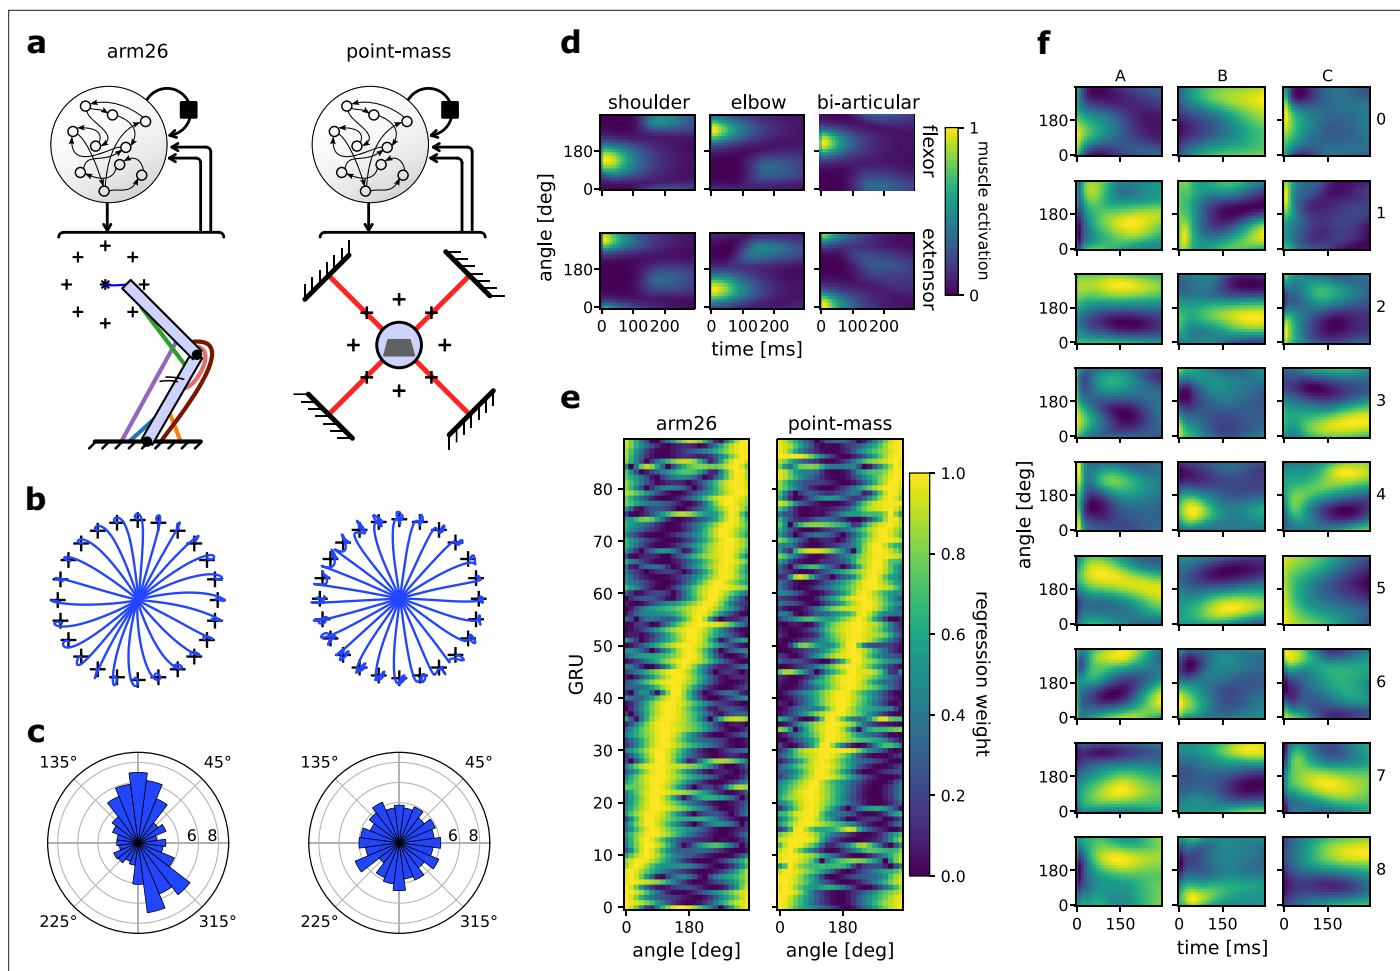 a
arm26
point-mass
b
c
135°
45°
6 8
225°
315°
135°
45°
6 8
225°
315°
d
shoulder
elbow
bi-articular
flexor
extensor
angle [deg]
180
0
180
0
0
100
200
0
100
200
0
200
time [ms]
1
0
muscle activation
e
arm26
point-mass
GRU
80
70
60
50
40
30
20
10
0
0
180
0
180
angle [deg]
angle [deg]
1.0
0.8
0.6
0.4
0.2
0.0
regression weight
f
A
B
C
180
0
0
180
0
1
180
0
2
180
0
3
180
0
4
180
0
5
180
0
6
180
0
7
180
0
8
angle [deg]
0
150
0
150
0
150
time [ms]